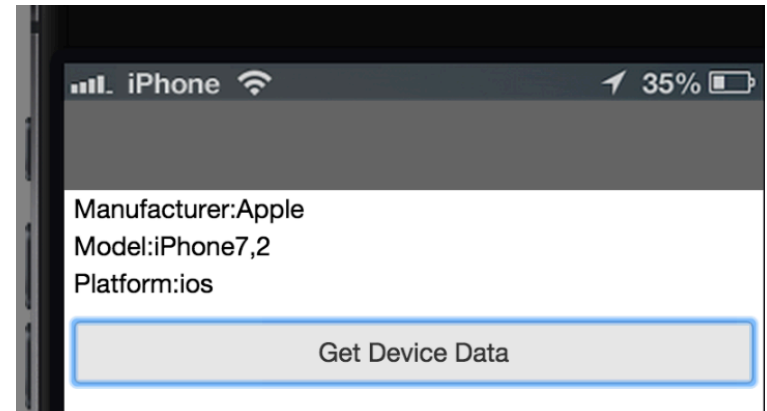 iPhone 35%
Manufacturer:Apple
Model:iPhone7,2
Platform:ios
Get Device Data